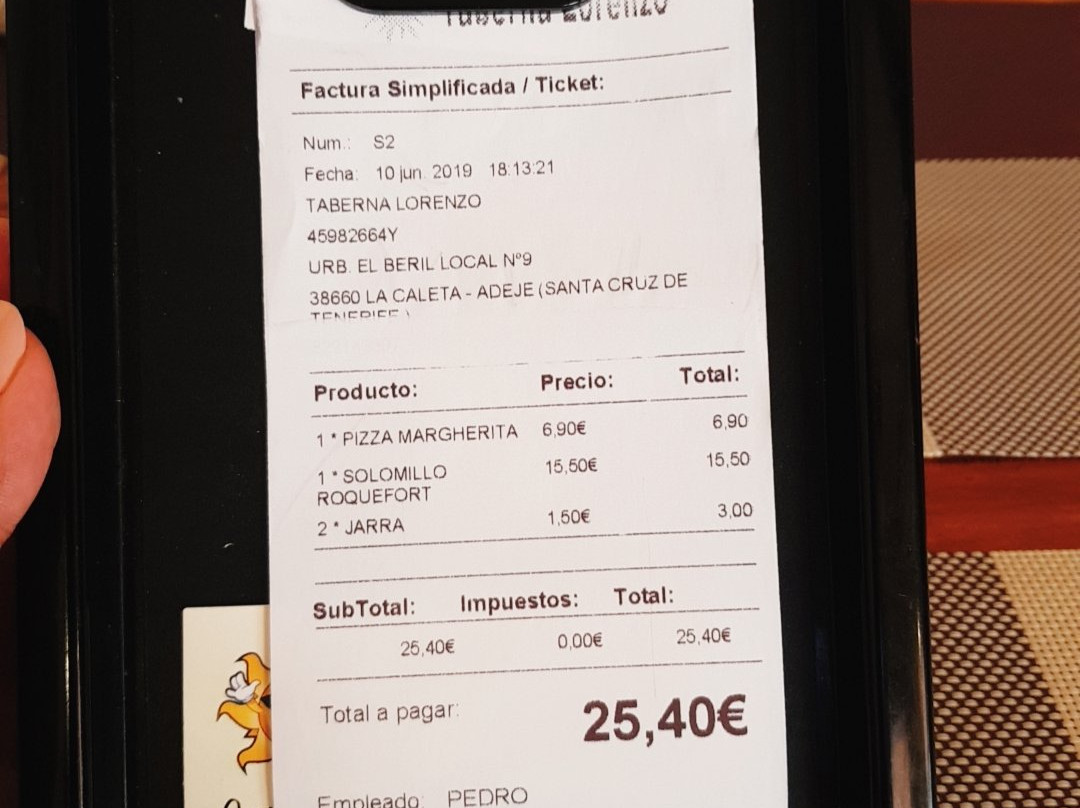 Taberna Lorenzo
Factura Simplificada / Ticket:
Num.: S2
Fecha: 10 jun. 2019 18:13:21
TABERNA LORENZO
45982664Y
URB. EL BERIL LOCAL Nº9
38660 LA CALETA - ADEJE (SANTA CRUZ DE
TENERIFE )
Producto: Precio: Total:
1 * PIZZA MARGHERITA 6,90€ 6,90
1 * SOLOMILLO 15,50€ 15,50
ROQUEFORT
2 * JARRA 1,50€ 3,00
SubTotal: Impuestos: Total:
25,40€ 0,00€ 25,40€
Total a pagar: 25,40€
Empleado: PEDRO